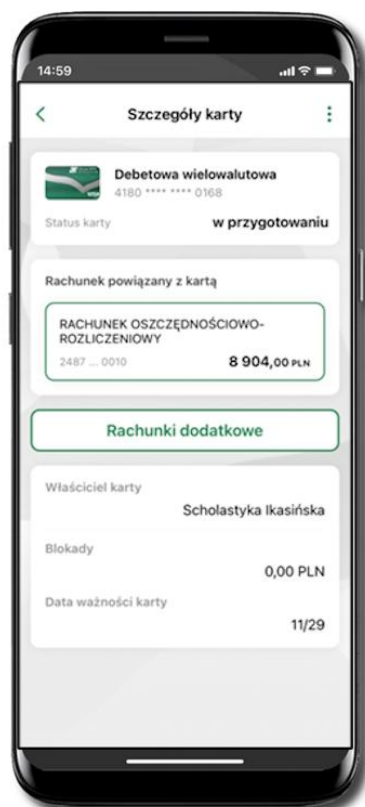 14:59
Szczegóły karty
Debetowa wielowalutowa
4180 **** **** 0168
Status karty
w przygotowaniu
Rachunek powiązany z kartą
RACHUNEK OSZCZĘDNOŚCIOWO-
ROZLICZENIOWY
2487 ... 0010
8 904,00 PLN
Rachunki dodatkowe
Właściciel karty
Scholastyka Ikasińska
Blokady
0,00 PLN
Data ważności karty
11/29